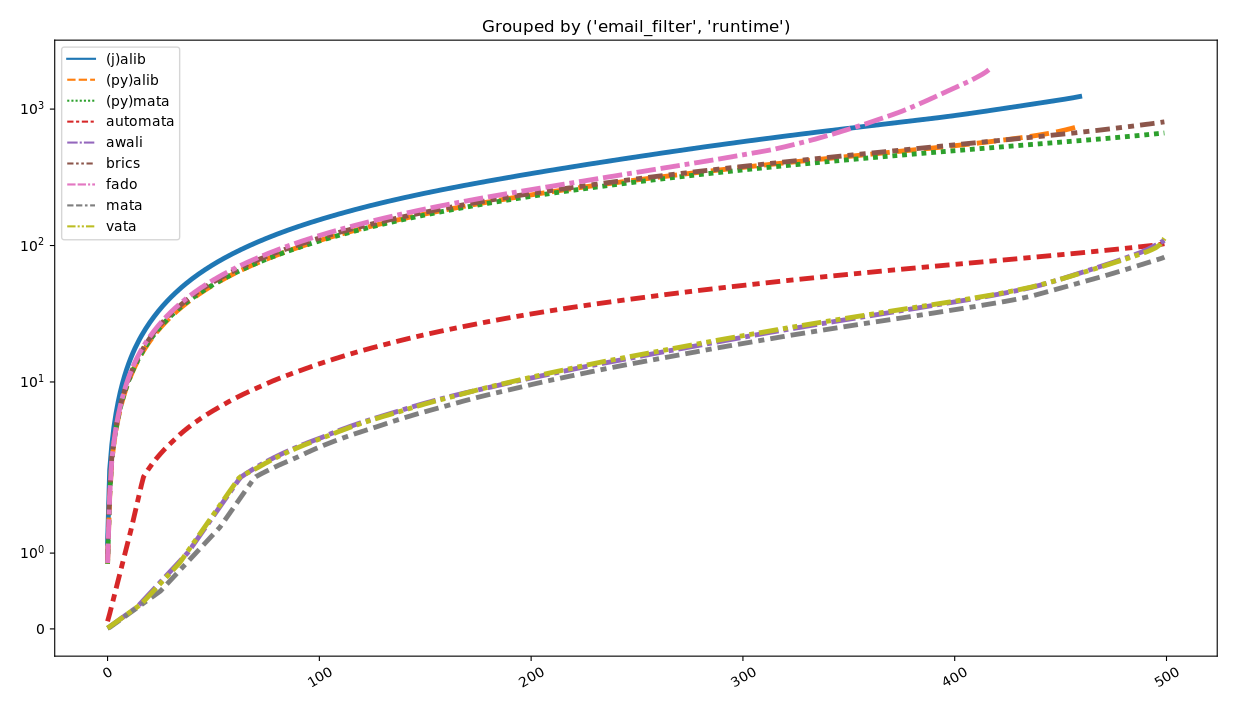 Grouped by ('email_filter', 'runtime')
(j)alib
(py)alib
(py)mata
automata
awali
brics
fado
mata
vata
10³
10²
10¹
10⁰
0
0
100
200
300
400
500